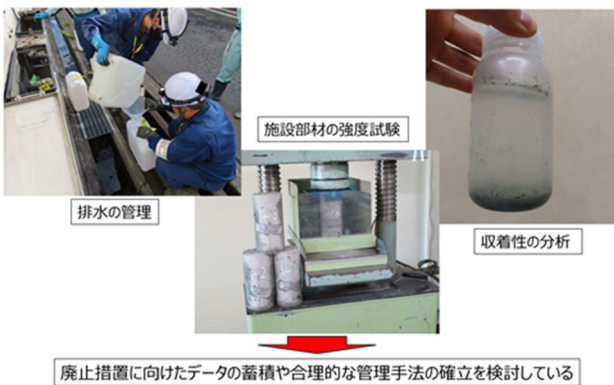 施設部材の強度試験
排水の管理
収着性の分析
廃止措置に向けたデータの蓄積や合理的な管理手法の確立を検討している